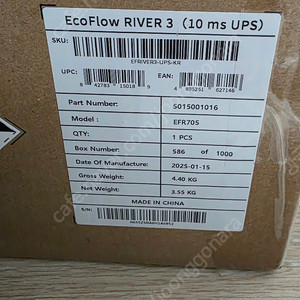 EcoFlow RIVER 3 (10 ms UPS)
SKU:
EFRIVER3-UPS-KR
UPC:
EAN:
8 42783 15018 9
4 895251 627146
Part Number: 5015001016
Model : EFR705
QTY: 1 PCS
Box Number: 586 of 1000
Date Of Manufacture: 2025-01-15
Gross Weight: 4.40 KG
Net Weight: 3.55 KG
MADE IN CHINA
S/N: